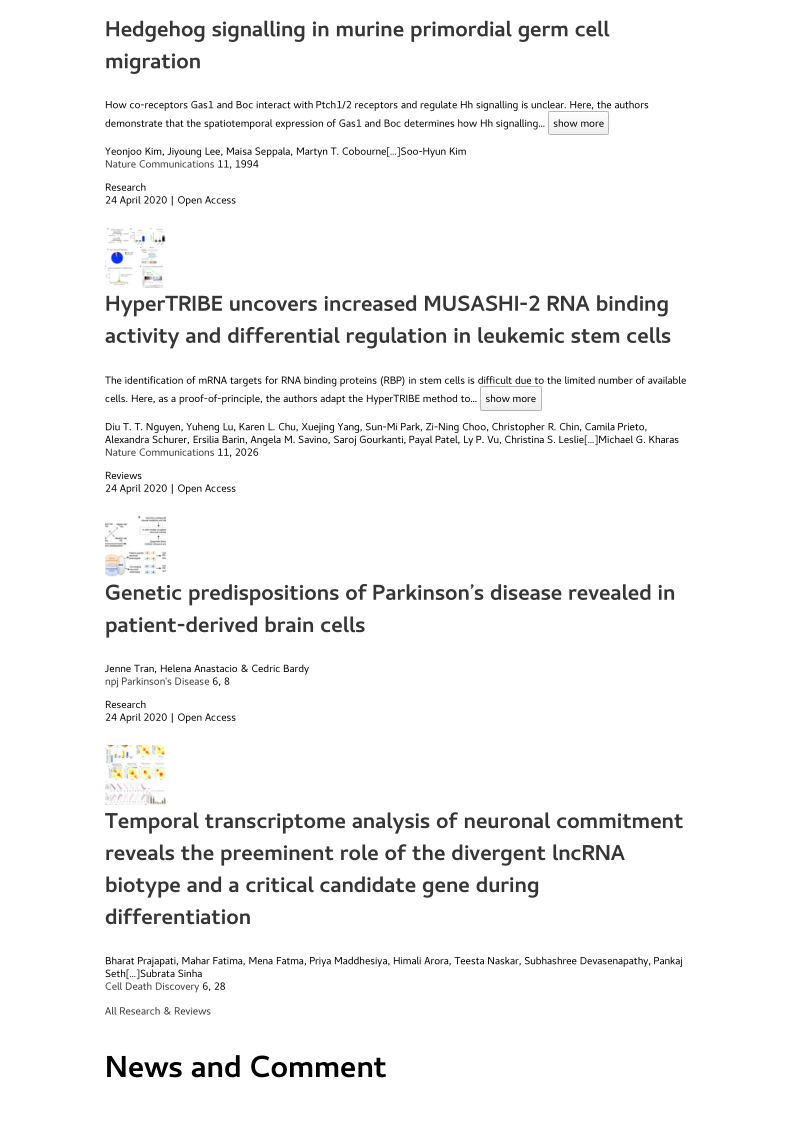 Hedgehog signalling in murine primordial germ cell
migration
How co-receptors Gas1 and Boc interact with Ptch1/2 receptors and regulate Hh signalling is unclear. Here, the authors
demonstrate that the spatiotemporal expression of Gas1 and Boc determines how Hh signalling... show more
Yeonjoo Kim, Jiyoung Lee, Maisa Seppala, Martyn T. Cobourne[...]Soo-Hyun Kim
Nature Communications 11, 1994
Research
24 April 2020 | Open Access
HyperTRIBE uncovers increased MUSASHI-2 RNA binding
activity and differential regulation in leukemic stem cells
The identification of mRNA targets for RNA binding proteins (RBP) in stem cells is difficult due to the limited number of available
cells. Here, as a proof-of-principle, the authors adapt the HyperTRIBE method to... show more
Diu T. T. Nguyen, Yuheng Lu, Karen L. Chu, Xuejing Yang, Sun-Mi Park, Zi-Ning Choo, Christopher R. Chin, Camila Prieto,
Alexandra Schurer, Ersilia Barin, Angela M. Savino, Saroj Gourkanti, Payal Patel, Ly P. Vu, Christina S. Leslie[...]Michael G. Kharas
Nature Communications 11, 2026
Reviews
24 April 2020 | Open Access
Genetic predispositions of Parkinson's disease revealed in
patient-derived brain cells
Jenne Tran, Helena Anastacio & Cedric Bardy
npj Parkinson's Disease 6, 8
Research
24 April 2020 | Open Access
Temporal transcriptome analysis of neuronal commitment
reveals the preeminent role of the divergent lncRNA
biotype and a critical candidate gene during
differentiation
Bharat Prajapati, Mahar Fatima, Mena Fatma, Priya Maddhesiya, Himali Arora, Teesta Naskar, Subhashree Devasenapathy, Pankaj
Seth[...]Subrata Sinha
Cell Death Discovery 6, 28
All Research & Reviews
News and Comment